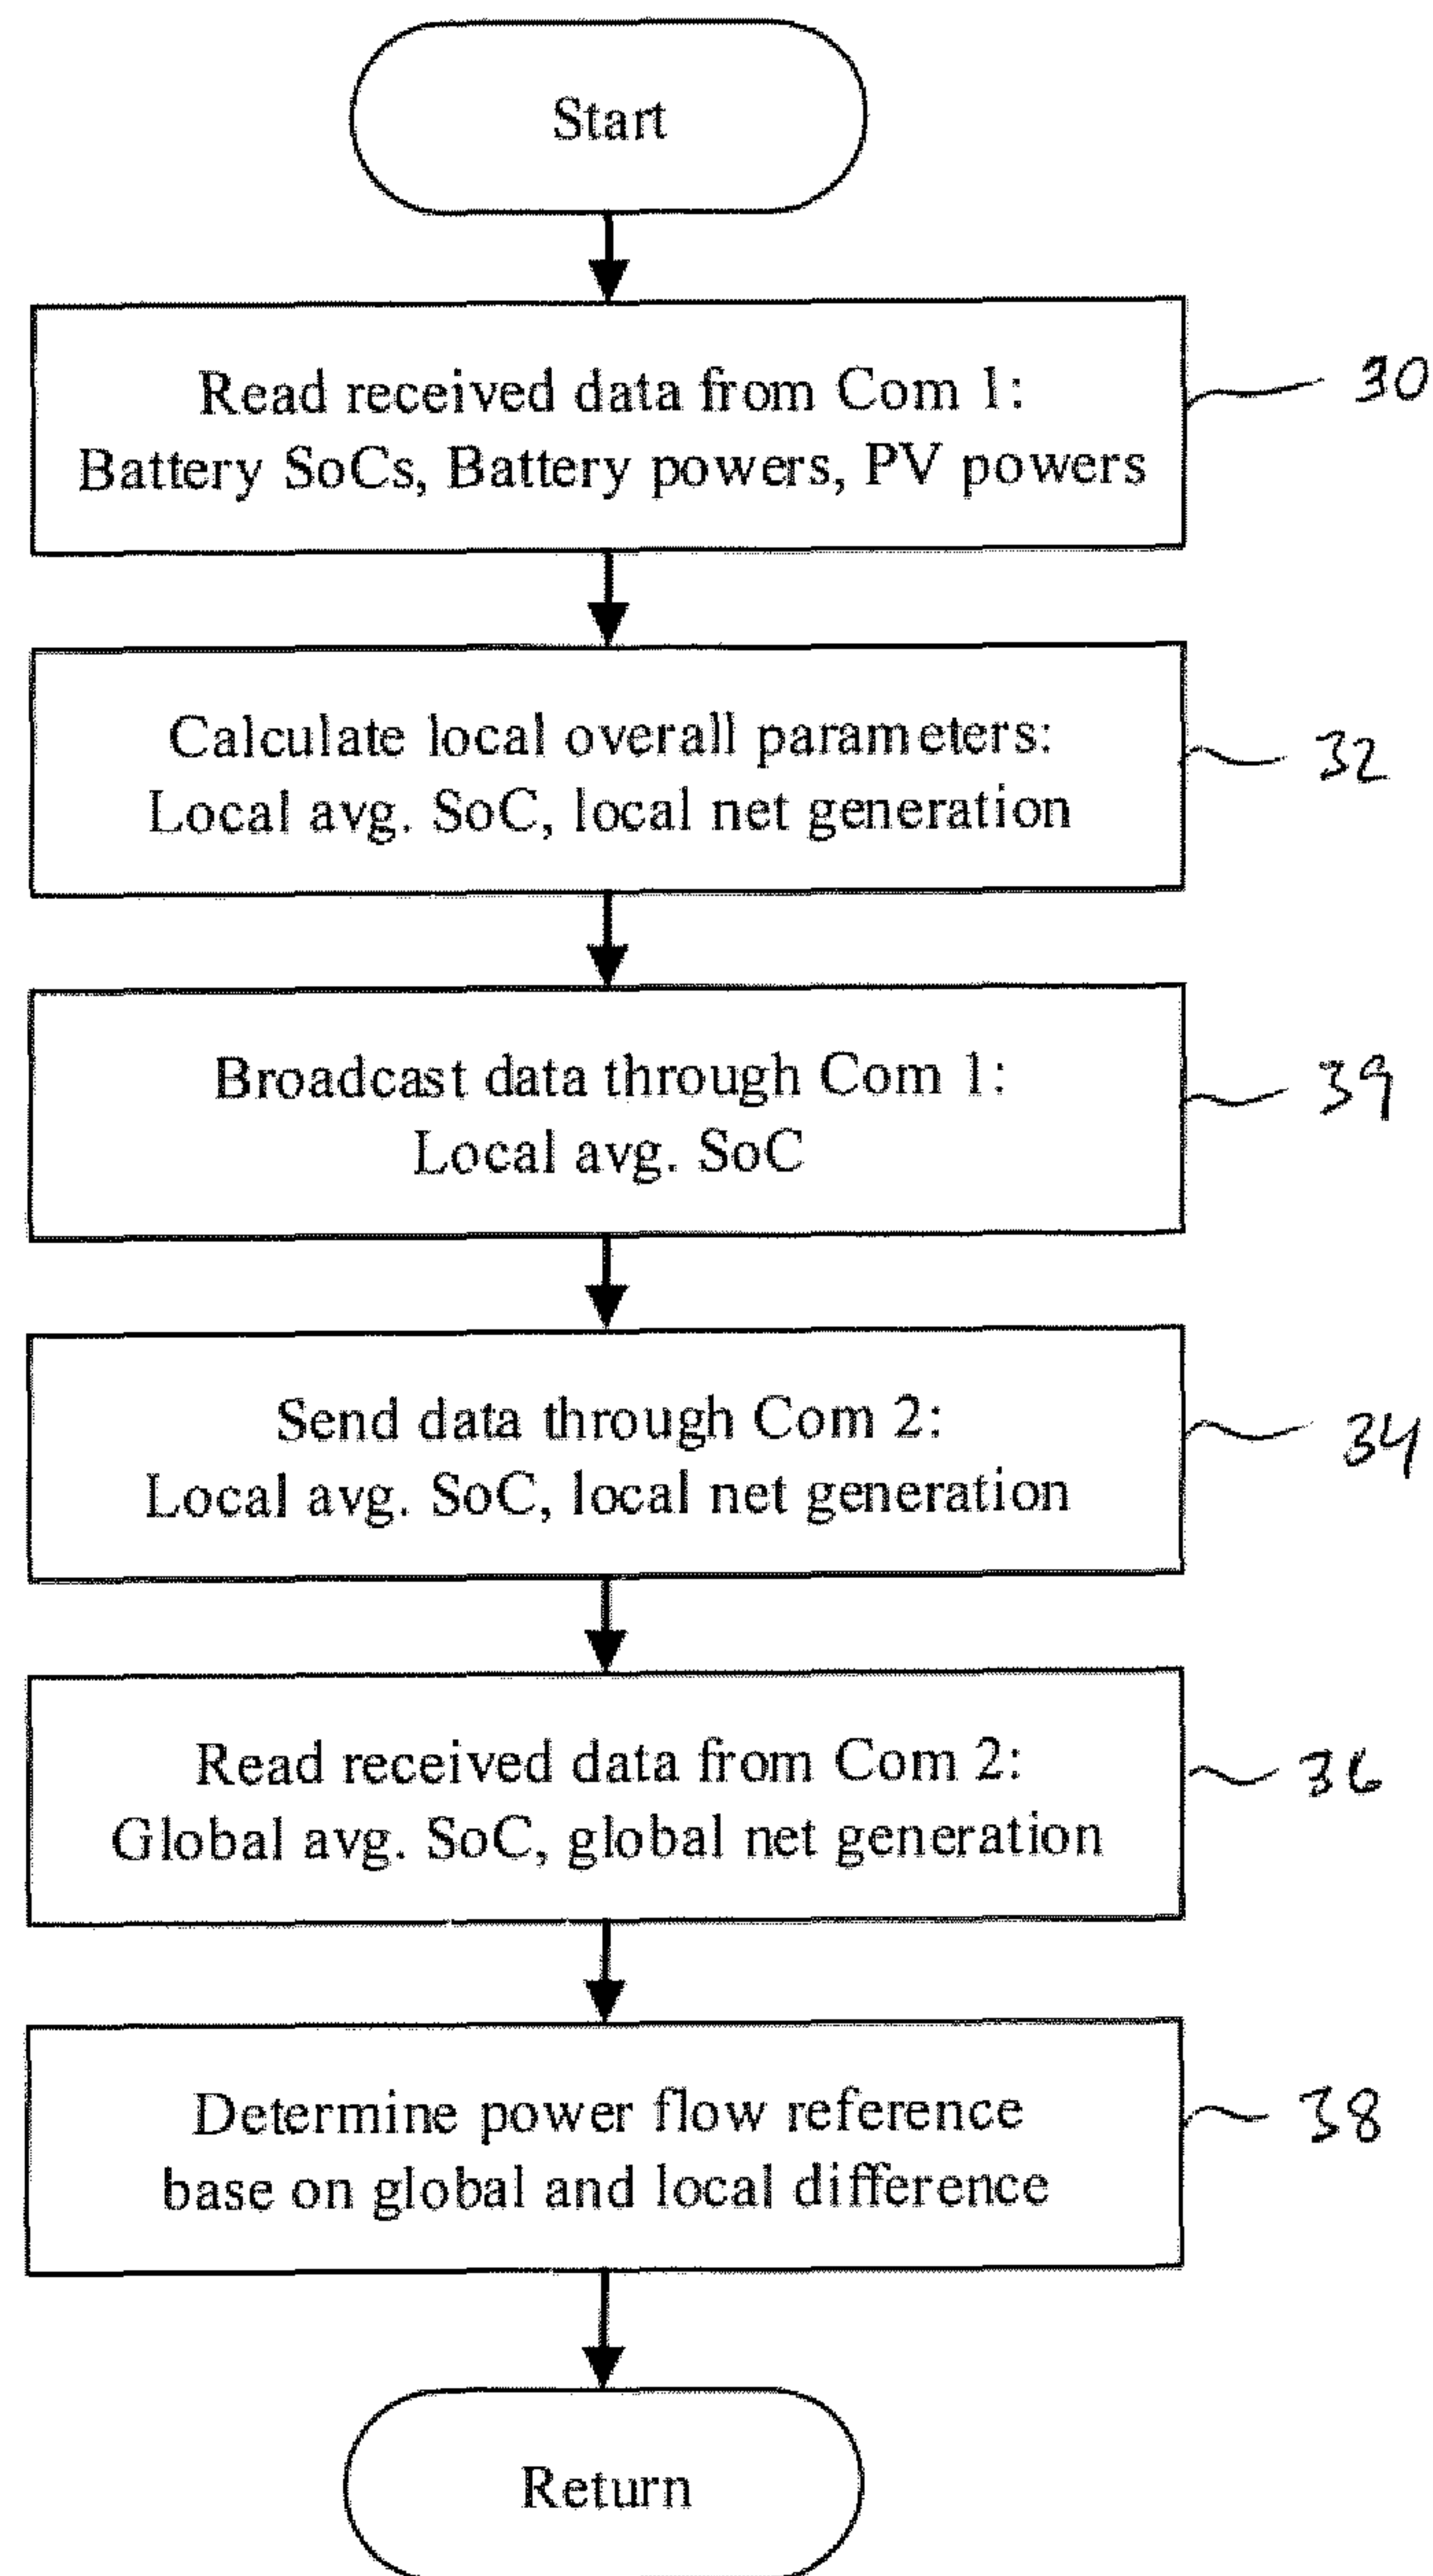 Start
Read received data from Com 1:
Battery SoCs, Battery powers, PV powers
30
Calculate local overall parameters:
Local avg. SoC, local net generation
32
Broadcast data through Com 1:
Local avg. SoC
39
Send data through Com 2:
Local avg. SoC, local net generation
34
Read received data from Com 2:
Global avg. SoC, global net generation
36
Determine power flow reference
base on global and local difference
38
Return